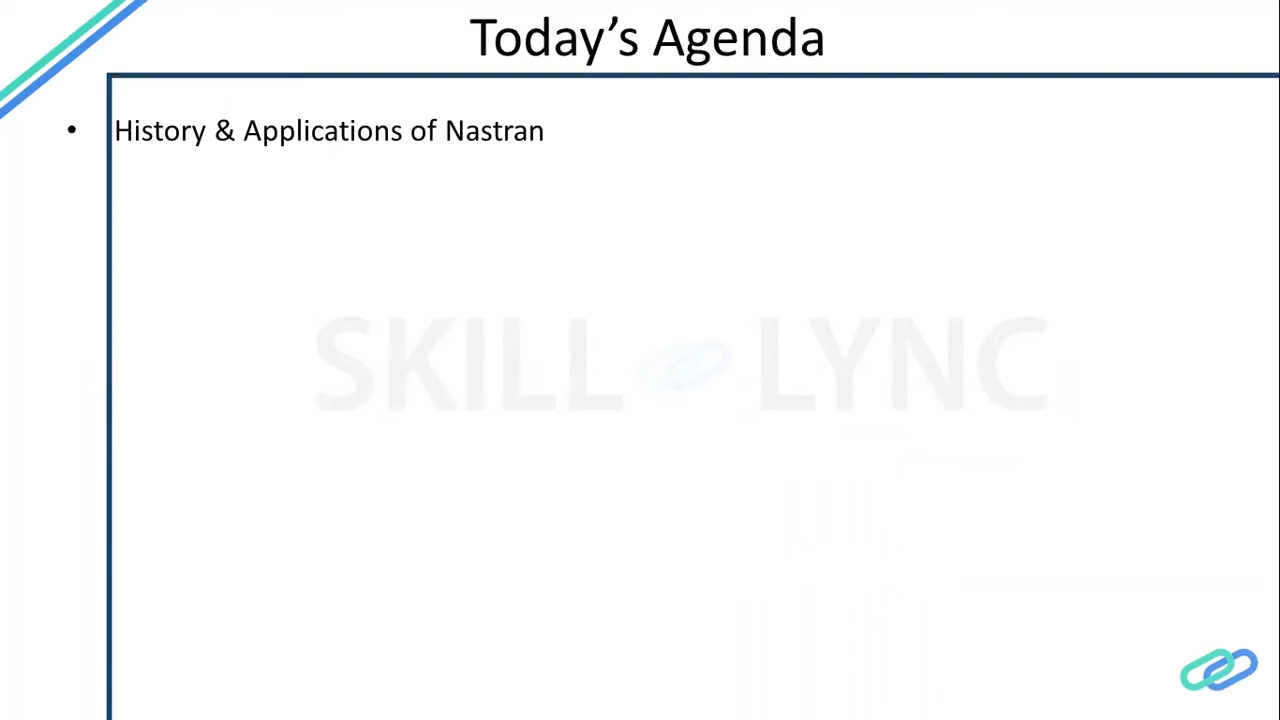 Today’s Agenda
• History & Applications of Nastran
SKILL LYNC